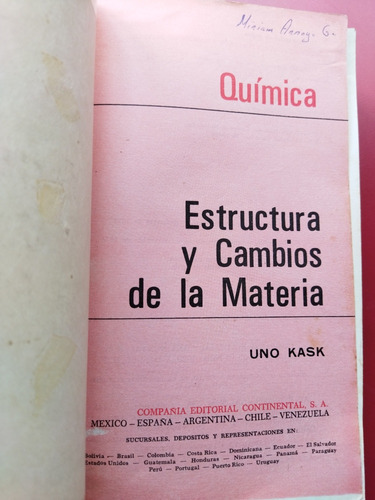 Miriam G.
Química
Estructura
y Cambios
de la Materia
UNO KASK
COMPAÑIA EDITORIAL CONTINENTAL, S. A.
MEXICO – ESPAÑA – ARGENTINA – CHILE – VENEZUELA
SUCURSALES, DEPOSITOS Y REPRESENTACIONES EN:
Bolivia — Brasil — Colombia — Costa Rica — Dominicana — Ecuador — El Salvador
Estados Unidos — Guatemala — Honduras — Nicaragua — Panamá — Paraguay
Perú — Portugal — Puerto Rico — Uruguay